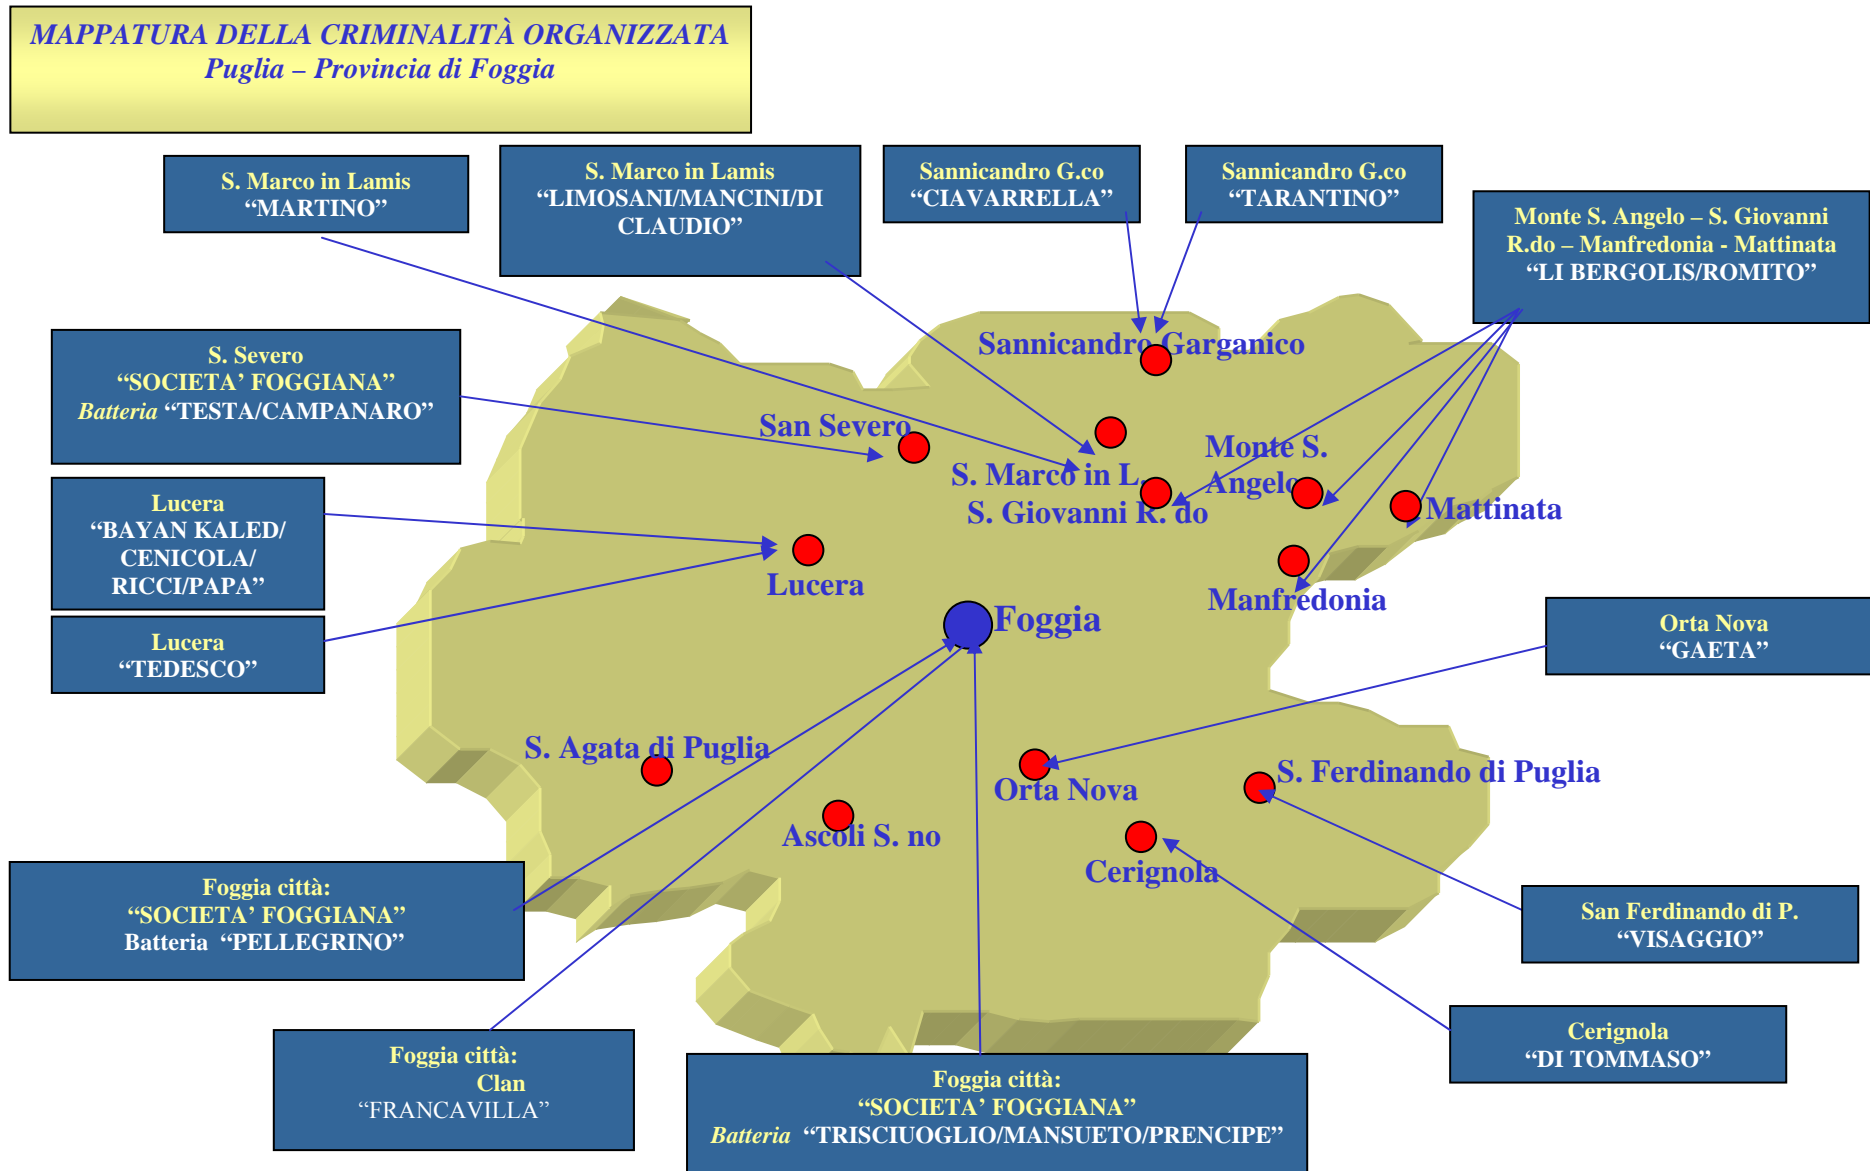 MAPPATURA DELLA CRIMINALITÀ ORGANIZZATA
Puglia – Provincia di Foggia
S. Marco in Lamis
“MARTINO”
S. Marco in Lamis
“LIMOSANI/MANCINI/DI
CLAUDIO”
Sannicandro G.co
“CIAVARRELLA”
Sannicandro G.co
“TARANTINO”
Monte S. Angelo – S. Giovanni
R.do – Manfredonia - Mattinata
“LI BERGOLIS/ROMITO”
S. Severo
“SOCIETA’ FOGGIANA”
Batteria “TESTA/CAMPANARO”
Lucera
“BAYAN KALED/
CENICOLA/
RICCI/PAPA”
Lucera
“TEDESCO”
Sannicandro Garganico
San Severo
S. Marco in L.
S. Giovanni R. do
Monte S.
Angelo
Mattinata
Lucera
Manfredonia
Foggia
S. Agata di Puglia
Orta Nova
S. Ferdinando di Puglia
Ascoli S. no
Cerignola
Orta Nova
“GAETA”
Foggia città:
“SOCIETA’ FOGGIANA”
Batteria “PELLEGRINO”
San Ferdinando di P.
“VISAGGIO”
Foggia città:
Clan
“FRANCAVILLA”
Foggia città:
“SOCIETA’ FOGGIANA”
Batteria “TRISCIUOGLIO/MANSUETO/PRENCIPE”
Cerignola
“DI TOMMASO”